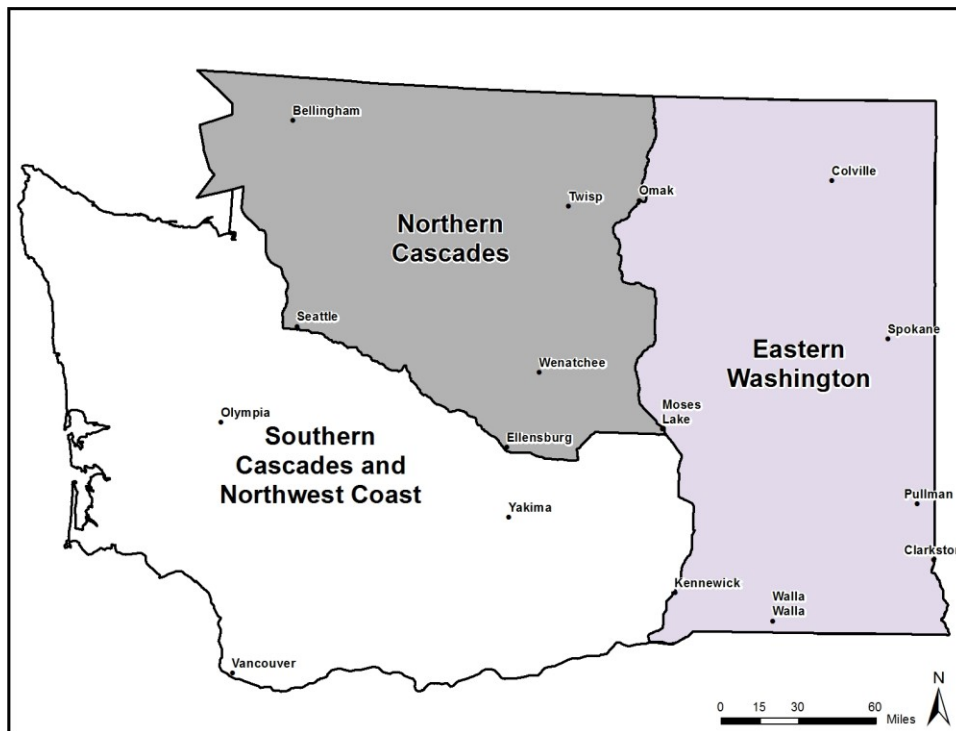 Bellingham
Colville
Twisp
Omak
Northern
Cascades
Seattle
Spokane
Eastern
Washington
Wenatchee
Moses
Lake
Olympia
Ellensburg
Southern
Cascades and
Northwest Coast
Pullman
Yakima
Clarkston
Kennewick
Walla
Walla
Vancouver
N
0 15 30 60
Miles